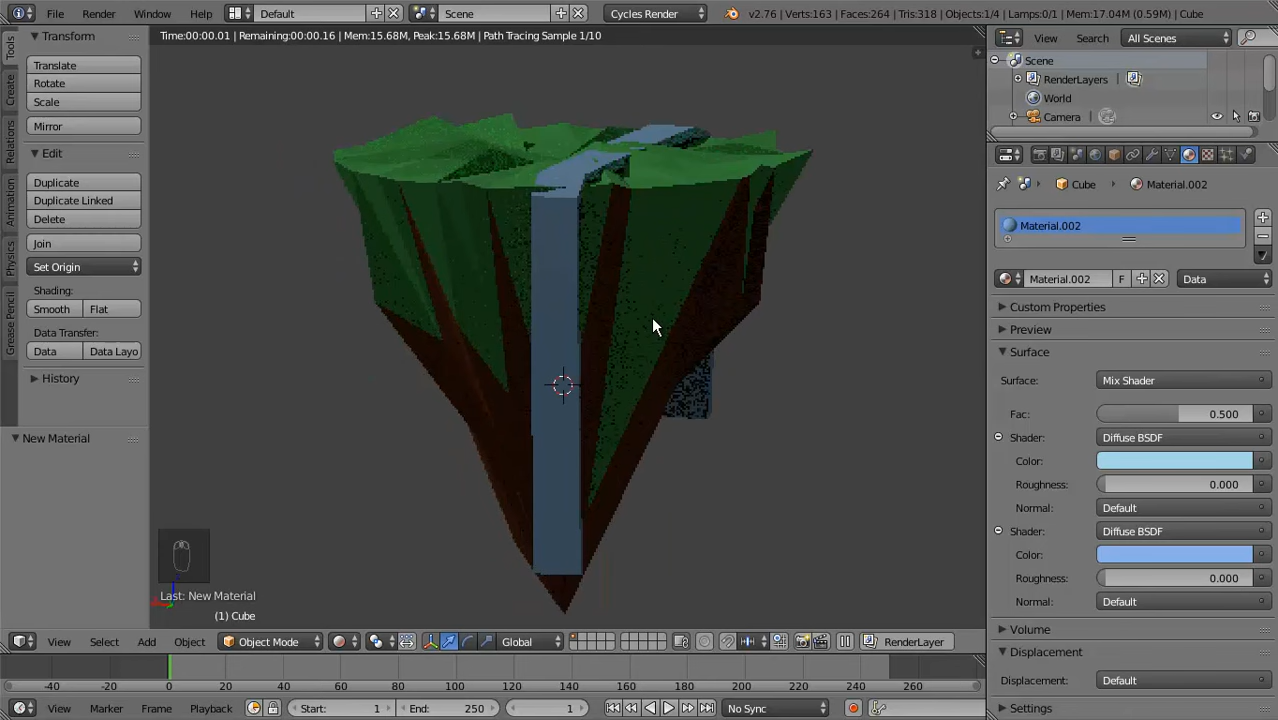 File Render Window Help Default Scene Cycles Render v2.76 | Verts:163 | Faces:264 | Tris:318 | Objects:1/4 | Lamps:0/1 | Mem:17.04M (0.59M) | Cube
Time:00:00.01 | Remaining:00:00.16 | Mem:15.68M, Peak:15.68M | Path Tracing Sample 1/10
Tools
Create
Relations
Animation
Physics
Grease Pencil
Transform
Translate
Rotate
Scale
Mirror
Edit
Duplicate
Duplicate Linked
Delete
Join
Set Origin
Shading:
Smooth Flat
Data Transfer:
Data Data Layo
History
New Material
Last: New Material
(1) Cube
View Search All Scenes
Scene
RenderLayers
World
Camera
Cube Material.002
Material.002
Material.002 F Data
Custom Properties
Preview
Surface
Surface: Mix Shader
Fac: 0.500
Shader: Diffuse BSDF
Color:
Roughness: 0.000
Normal: Default
Shader: Diffuse BSDF
Color:
Roughness: 0.000
Normal: Default
Volume
Displacement
Displacement: Default
Settings
View Select Add Object Object Mode Global RenderLayer
-40 -20 0 20 40 60 80 100 120 140 160 180 200 220 240 260
View Marker Frame Playback Start: 1 End: 250 1 No Sync